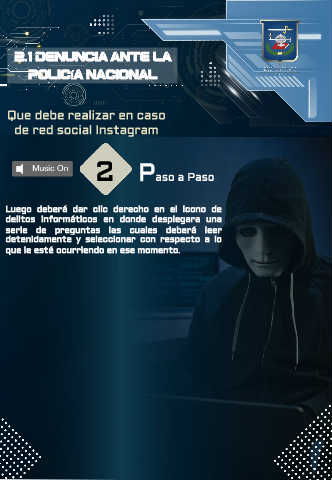 2.1 DENUNCIA ANTE LA
POLICÍA NACIONAL
Que debe realizar en caso
de red social Instagram
Music On
2
Paso a Paso
Luego deberá dar clic derecho en el icono de
delitos informáticos en donde desplegara una
serie de preguntas las cuales deberá leer
detenidamente y seleccionar con respecto a lo
que le esté ocurriendo en ese momento.